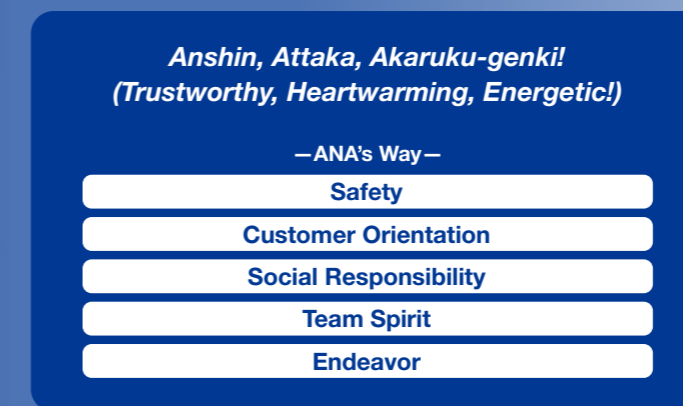 Anshin, Attaka, Akaruku-genki!
(Trustworthy, Heartwarming, Energetic!)
—ANA’s Way—
Safety
Customer Orientation
Social Responsibility
Team Spirit
Endeavor